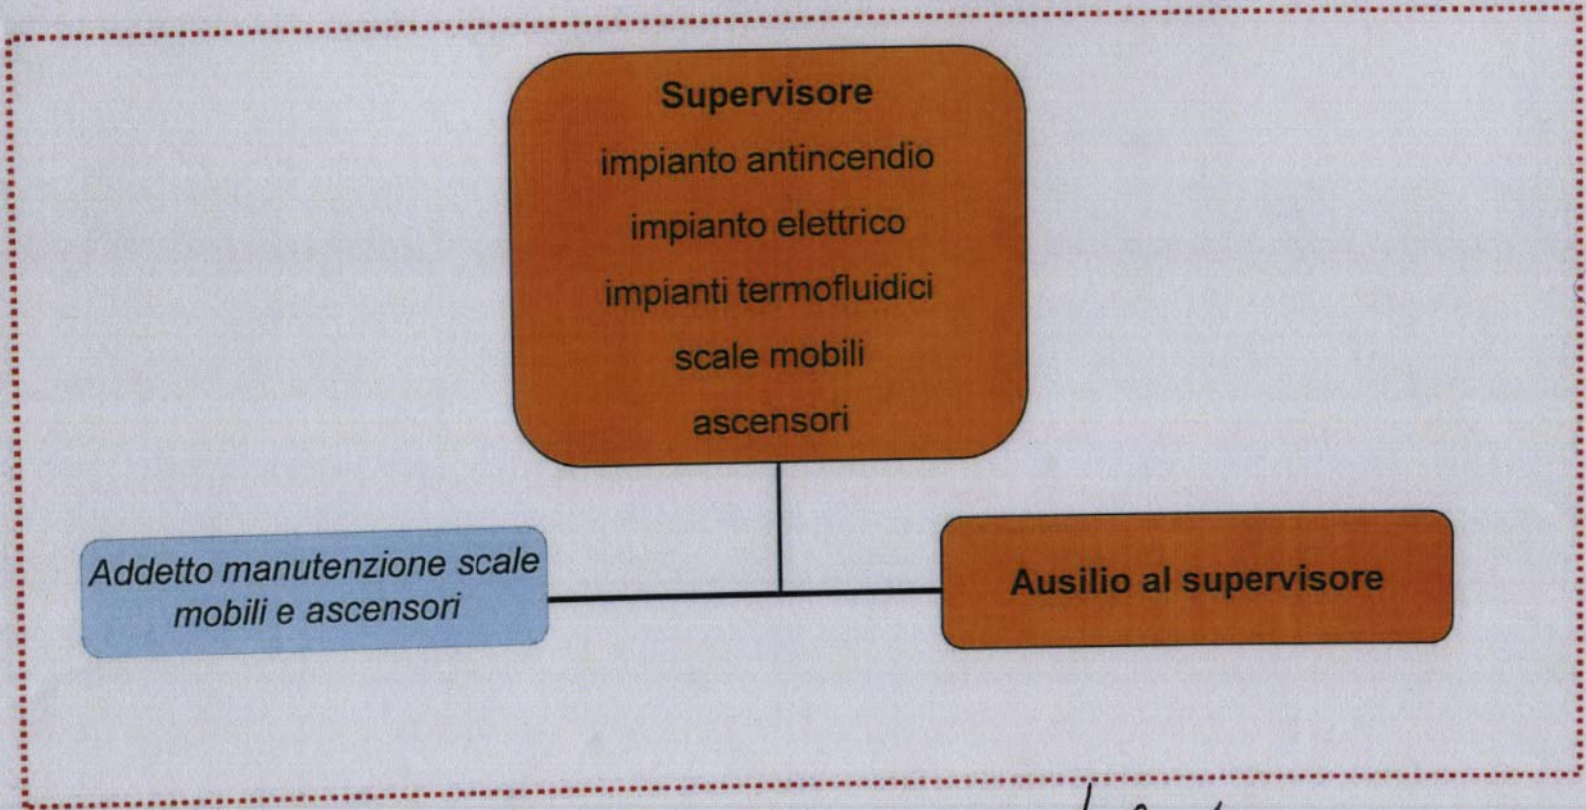 Supervisore
impianto antincendio
impianto elettrico
impianti termofluidici
scale mobili
ascensori
Addetto manutenzione scale
mobili e ascensori
Ausilio al supervisore